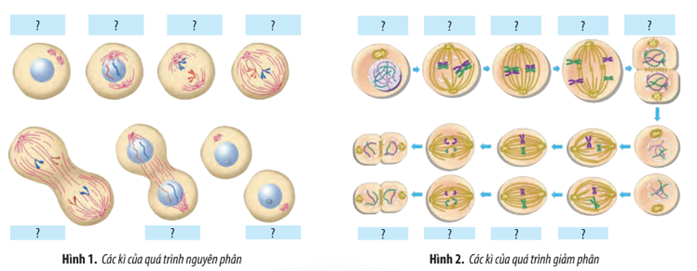 ? ? ? ? ? ? ? ? ?
? ? ? ? ? ? ?
Hình 1. Các kì của quá trình nguyên phân
Hình 2. Các kì của quá trình giảm phân